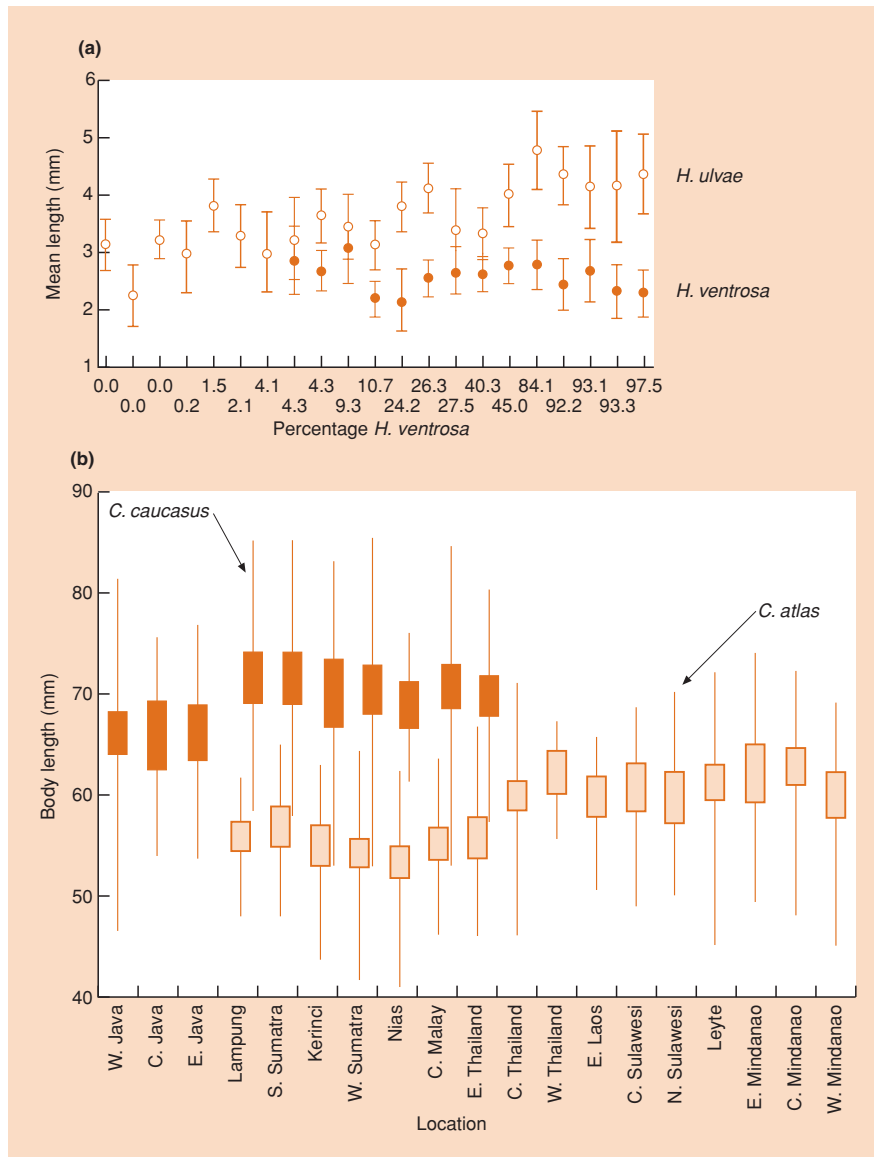 (a)
6
5
4
3
2
1
Mean length (mm)
H. ulvae
H. ventrosa
0.0 0.0 1.5 4.1 4.3 10.7 26.3 40.3 84.1 93.1 97.5
0.0 0.2 2.1 4.3 9.3 24.2 27.5 45.0 92.2 93.3
Percentage H. ventrosa
(b)
90
80
70
60
50
40
Body length (mm)
C. caucasus
C. atlas
W. Java
C. Java
E. Java
Lampung
S. Sumatra
Kerinci
W. Sumatra
Nias
C. Malay
E. Thailand
C. Thailand
W. Thailand
E. Laos
C. Sulawesi
N. Sulawesi
Leyte
E. Mindanao
C. Mindanao
W. Mindanao
Location